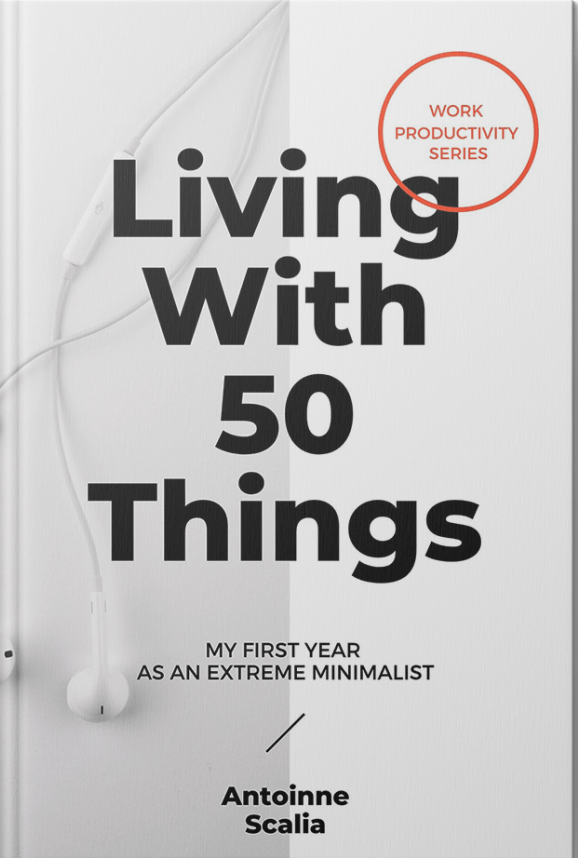 WORK
PRODUCTIVITY
SERIES
Living
With
50
Things
MY FIRST YEAR
AS AN EXTREME MINIMALIST
Antoinne
Scalia